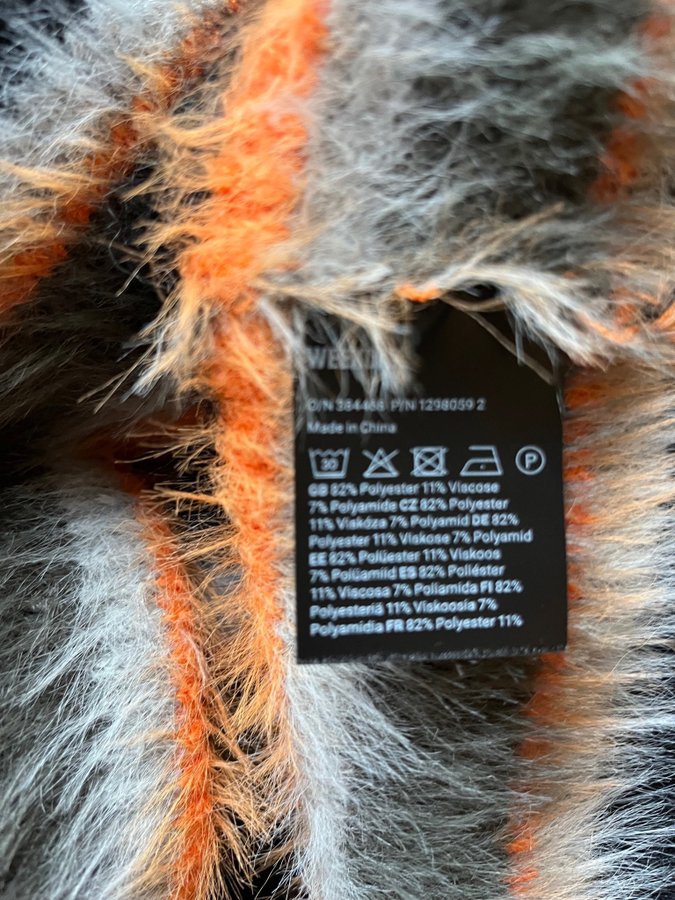 O/N 384468 P/N 1298059 2
Made in China
30
P
GB 82% Polyester 11% Viscose
7% Polyamide CZ 82% Polyester
11% Viskóza 7% Polyamid DE 82%
Polyester 11% Viskose 7% Polyamid
EE 82% Polüester 11% Viskoos
7% Polüamiid ES 82% Poliéster
11% Viscosa 7% Poliamida FI 82%
Polyesteriä 11% Viskoosia 7%
Polyamidia FR 82% Polyester 11%